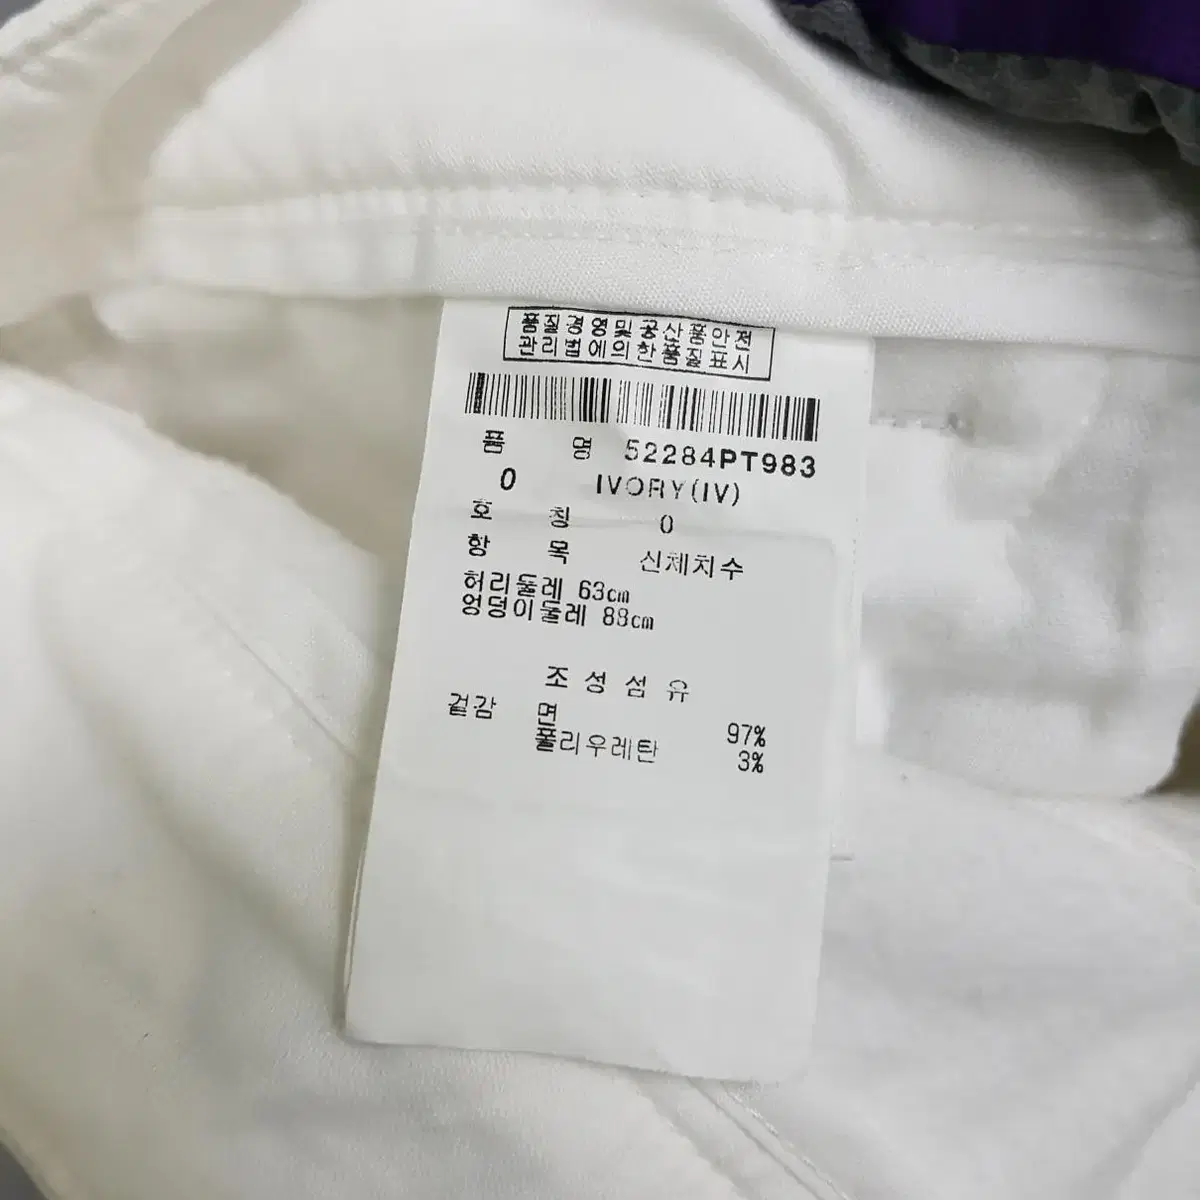 품질경영및공산품안전
관리법에의한품질표시
품 명 52284PT983
0 IVORY(IV)
호 칭 0
항 목 신체치수
허리둘레 63cm
엉덩이둘레 88cm
조성섬유
겉감 면 97%
폴리우레탄 3%